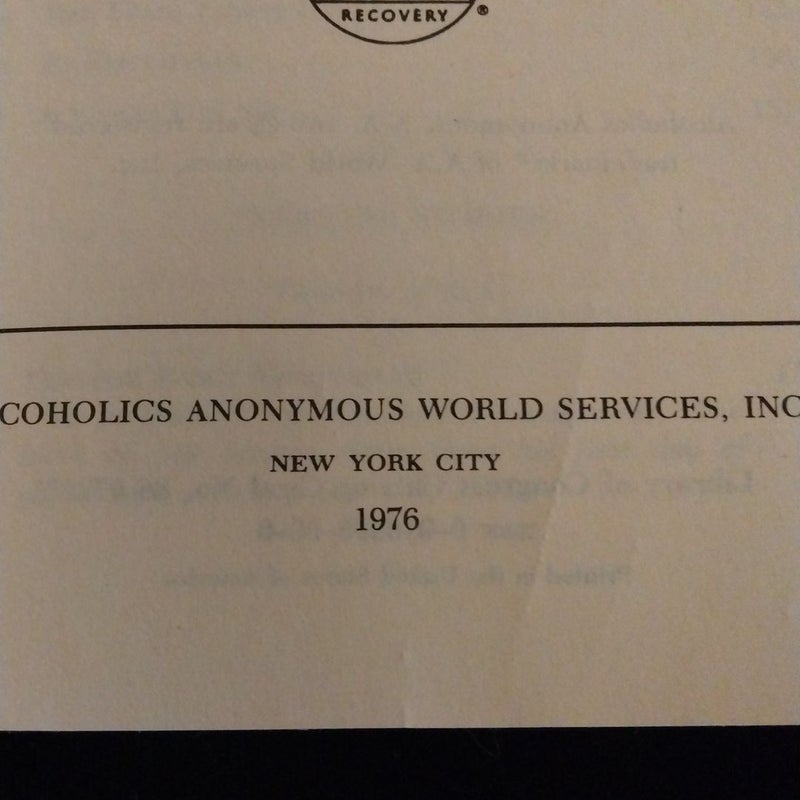 RECOVERY ®
COHOLICS ANONYMOUS WORLD SERVICES, INC
NEW YORK CITY
1976